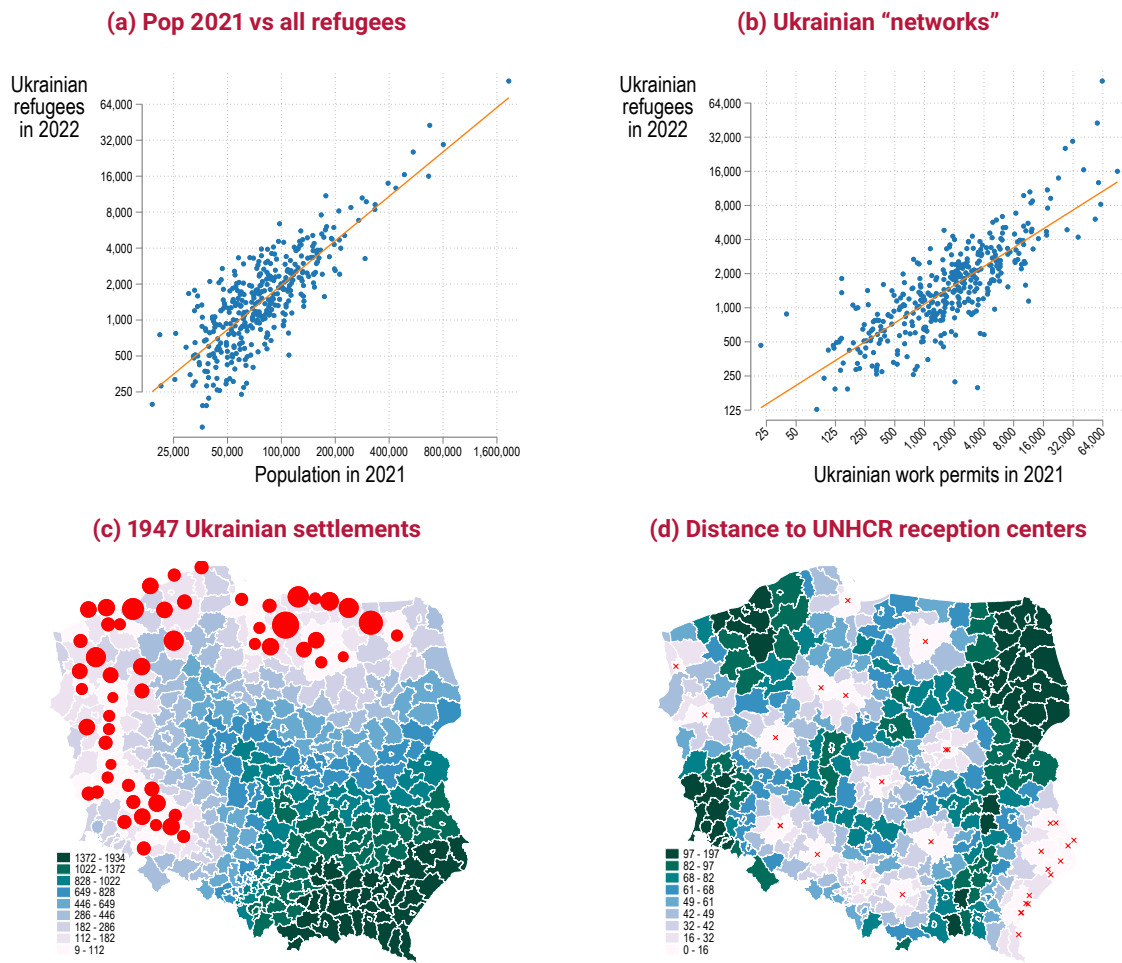 (a) Pop 2021 vs all refugees
Ukrainian
refugees
in 2022
64,000
32,000
16,000
8,000
4,000
2,000
1,000
500
250
25,000 50,000 100,000 200,000 400,000 800,000 1,600,000
Population in 2021
(b) Ukrainian “networks”
Ukrainian
refugees
in 2022
64,000
32,000
16,000
8,000
4,000
2,000
1,000
500
250
125
25 50 125 250 500 1,000 2,000 4,000 8,000 16,000 32,000 64,000
Ukrainian work permits in 2021
(c) 1947 Ukrainian settlements
1372 - 1934
1022 - 1372
828 - 1022
649 - 828
446 - 649
286 - 446
182 - 286
112 - 182
9 - 112
(d) Distance to UNHCR reception centers
97 - 197
82 - 97
68 - 82
61 - 68
49 - 61
42 - 49
32 - 42
16 - 32
0 - 16